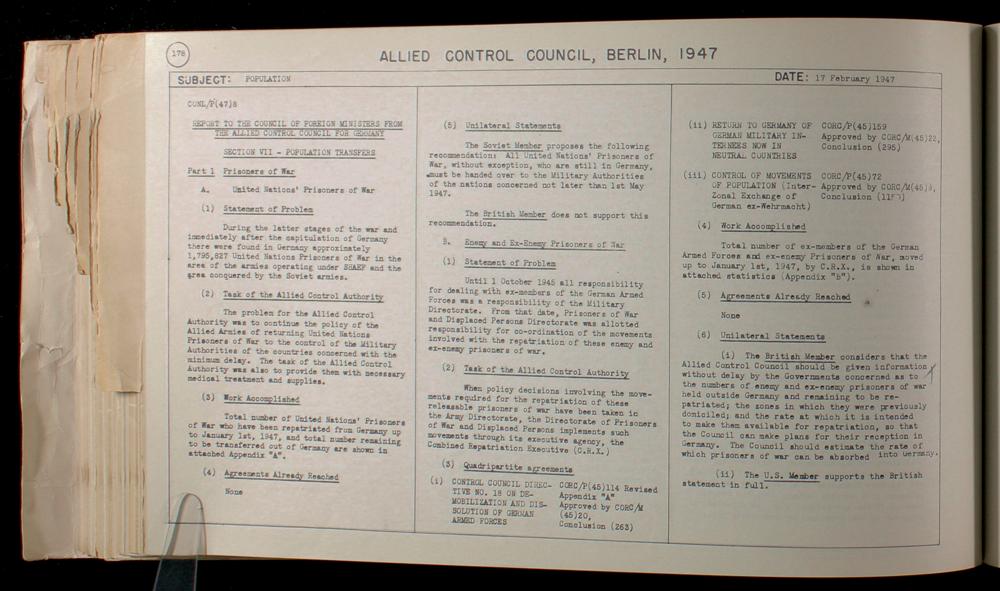 178
ALLIED CONTROL COUNCIL, BERLIN, 1947
SUBJECT: POPULATION
DATE: 17 February 1947
CONL/P(47)8
REPORT TO THE COUNCIL OF FOREIGN MINISTERS FROM
THE ALLIED CONTROL COUNCIL FOR GERMANY
SECTION VII - POPULATION TRANSFERS
Part 1 Prisoners of War
A. United Nations' Prisoners of War
(1) Statement of Problem
During the latter stages of the war and
immediately after the capitulation of Germany
there were found in Germany approximately
1,795,827 United Nations Prisoners of War in the
area of the armies operating under SHAEF and the
area conquered by the Soviet armies.
(2) Task of the Allied Control Authority
The problem for the Allied Control
Authority was to continue the policy of the
Allied Armies of returning United Nations
Prisoners of War to the control of the Military
Authorities of the countries concerned with the
minimum delay. The task of the Allied Control
Authority was also to provide them with necessary
medical treatment and supplies.
(3) Work Accomplished
Total number of United Nations' Prisoners
of War who have been repatriated from Germany up
to January 1st, 1947, and total number remaining
to be transferred out of Germany are shown in
attached Appendix "A".
(4) Agreements Already Reached
None
(5) Unilateral Statements
The Soviet Member proposes the following
recommendation: All United Nations' Prisoners of
War, without exception, who are still in Germany,
must be handed over to the Military Authorities
of the nations concerned not later than 1st May
1947.
The British Member does not support this
recommendation.
B. Enemy and Ex-Enemy Prisoners of War
(1) Statement of Problem
Until 1 October 1945 all responsibility
for dealing with ex-members of the German Armed
Forces was a responsibility of the Military
Directorate. From that date, Prisoners of War
and Displaced Persons Directorate was allotted
responsibility for co-ordination of the movements
involved with the repatriation of these enemy and
ex-enemy prisoners of war.
(2) Task of the Allied Control Authority
When policy decisions involving the move-
ments required for the repatriation of these
releasable prisoners of war have been taken in
the Army Directorate, the Directorate of Prisoners
of War and Displaced Persons implements such
movements through its executive agency, the
Combined Repatriation Executive (C.R.X.)
(3) Quadripartite agreements
(i) CONTROL COUNCIL DIREC- CORC/P(45)114 Revised
TIVE NO. 18 ON DE- Appendix "A"
MOBILIZATION AND DIS- Approved by CORC/M
SOLUTION OF GERMAN (45)20,
ARMED FORCES Conclusion (263)
(ii) RETURN TO GERMANY OF CORC/P(45)159
GERMAN MILITARY IN- Approved by CORC/M(45)22,
TERNEES NOW IN Conclusion (295)
NEUTRAL COUNTRIES
(iii) CONTROL OF MOVEMENTS CORC/P(45)72
OF POPULATION (Inter- Approved by CORC/M(45)
Zonal Exchange of Conclusion
German ex-Wehrmacht)
(4) Work Accomplished
Total number of ex-members of the German
Armed Forces and ex-enemy Prisoners of War, moved
up to January 1st, 1947, by C.R.X., is shown in
attached statistics (Appendix "b").
(5) Agreements Already Reached
None
(6) Unilateral Statements
(i) The British Member considers that the
Allied Control Council should be given information
without delay by the Governments concerned as to
the numbers of enemy and ex-enemy prisoners of war
held outside Germany and remaining to be re-
patriated; the zones in which they were previously
domiciled; and the rate at which it is intended
to make them available for repatriation, so that
the Council can make plans for their reception in
Germany. The Council should estimate the rate of
which prisoners of war can be absorbed into Germany.
(ii) The U.S. Member supports the British
statement in full.